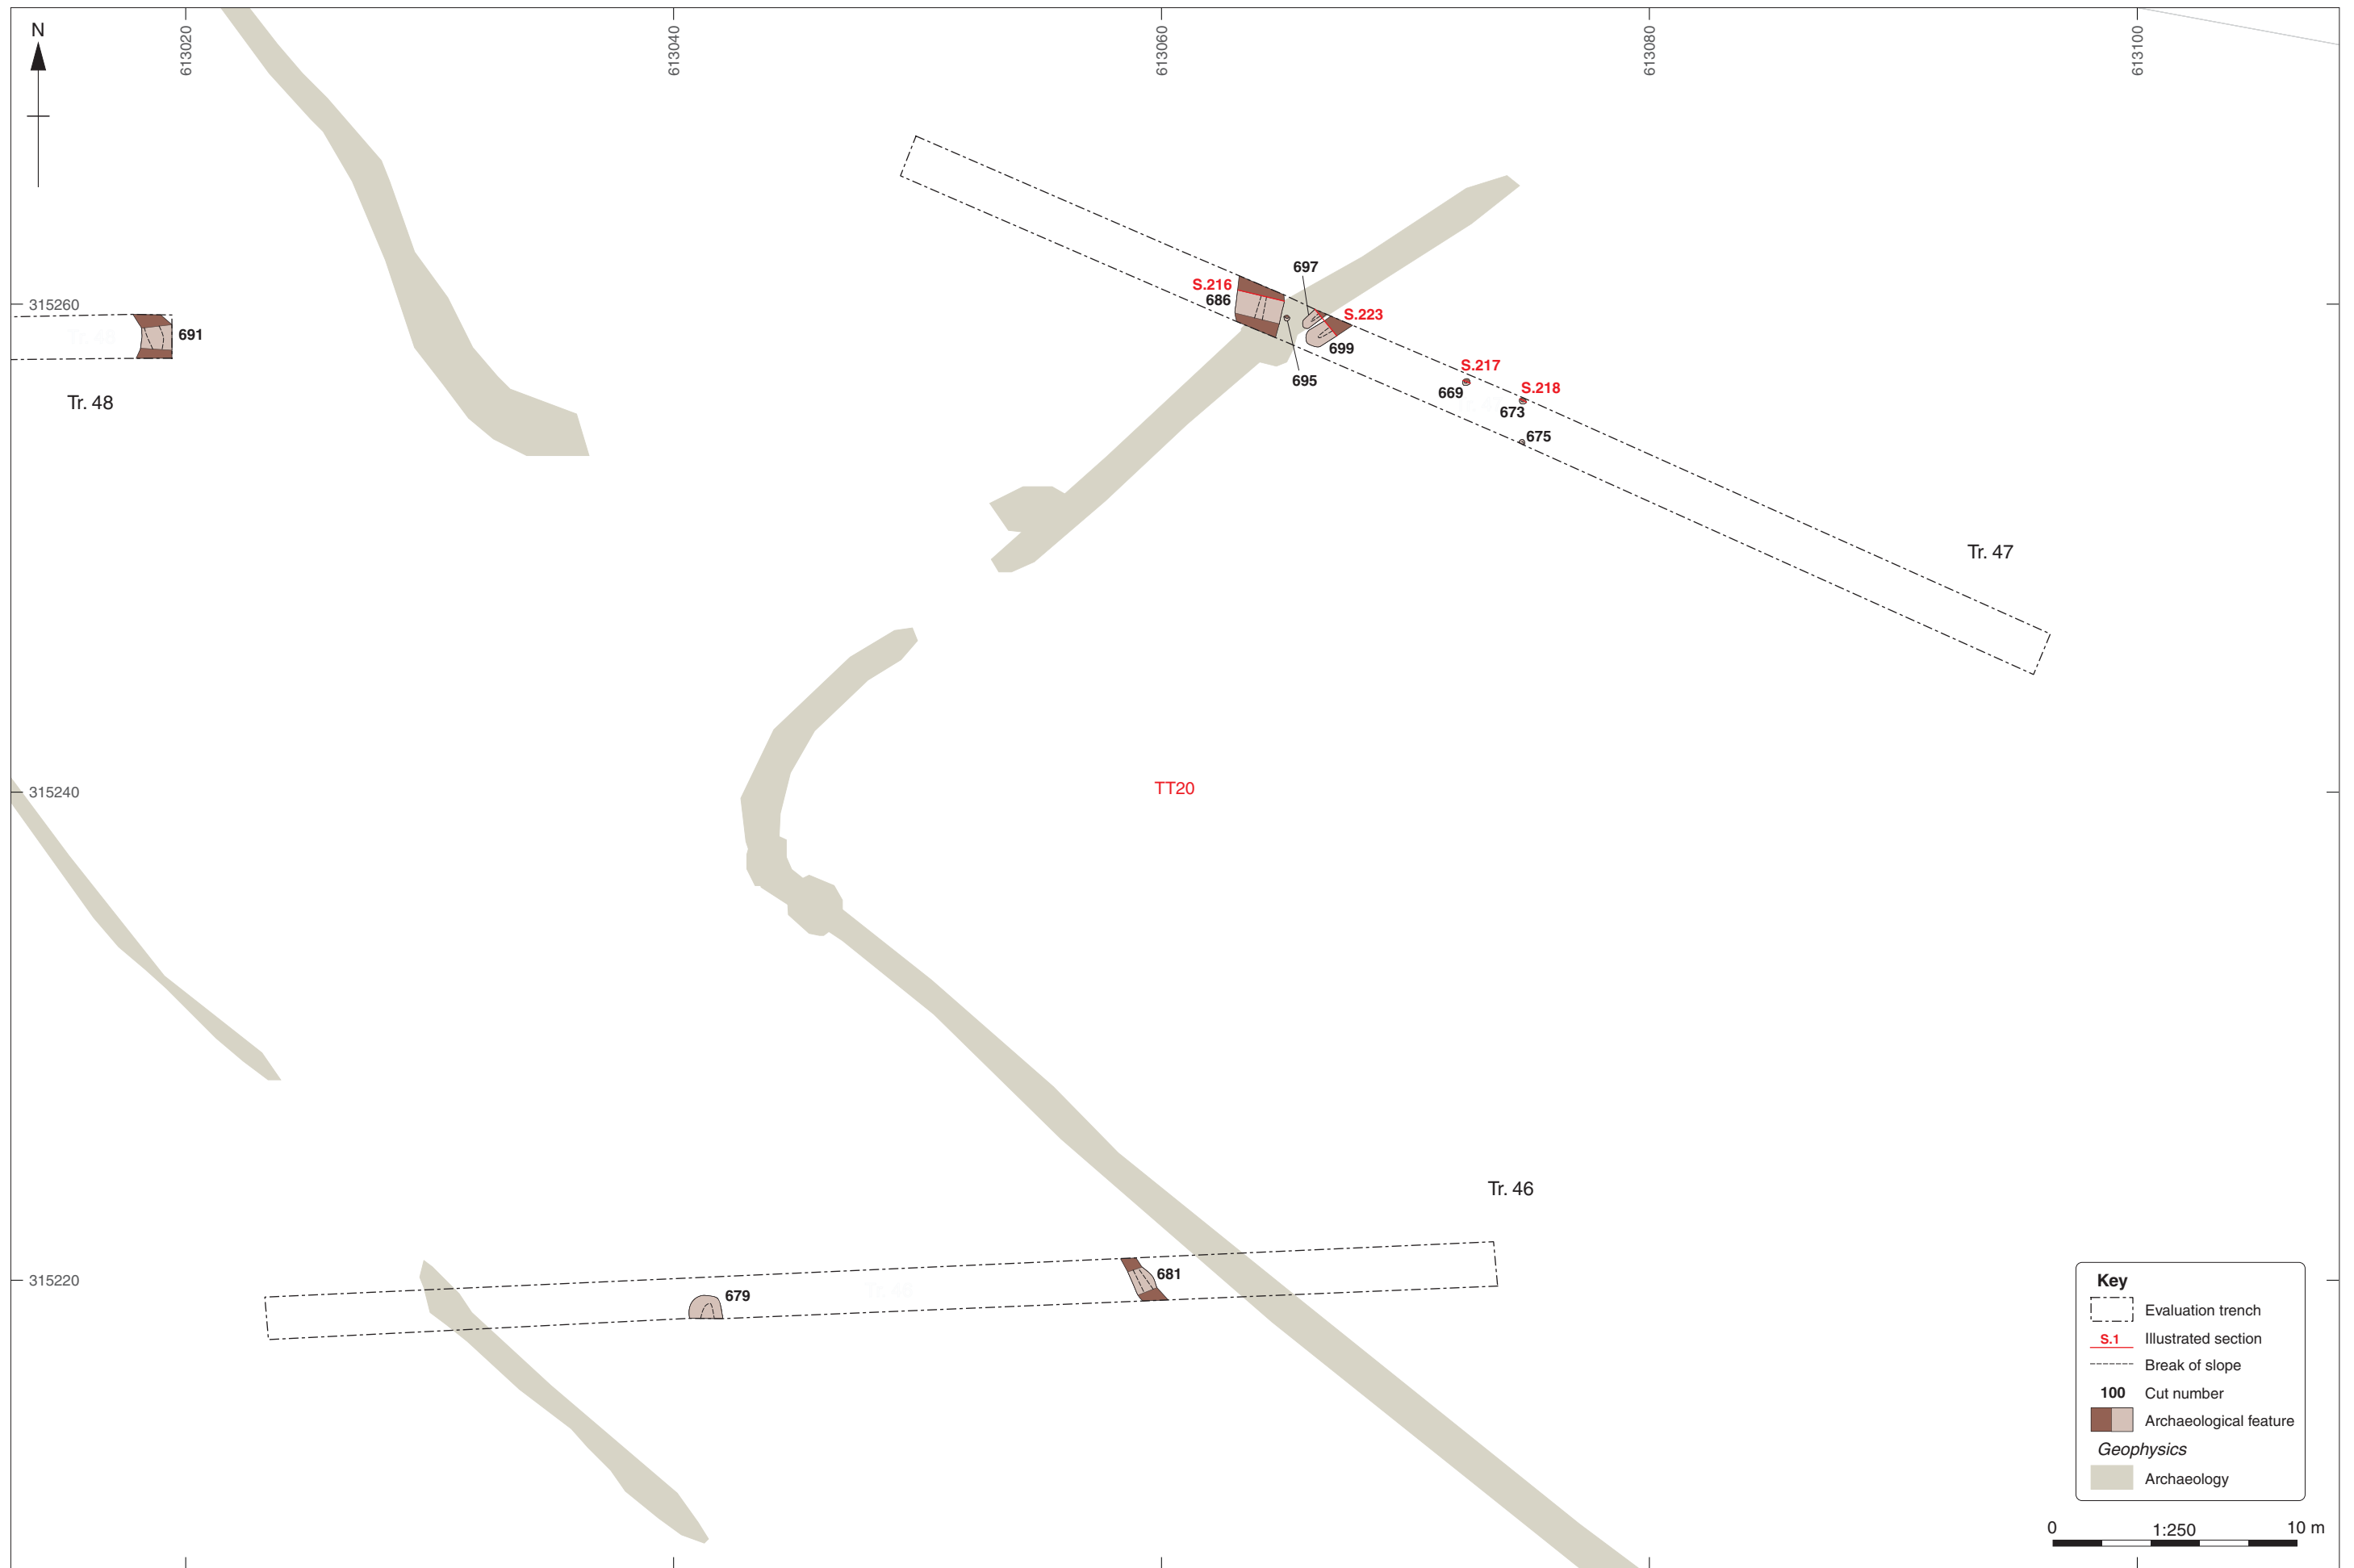 N
613020
613040
613060
613080
613100
315260
315240
315220
697
S.216
686
S.223
699
695
S.217
669
S.218
673
675
691
Tr. 48
Tr. 47
TT20
Tr. 46
681
679
Key
Evaluation trench
S.1 Illustrated section
Break of slope
100 Cut number
Archaeological feature
Geophysics
Archaeology
0 1:250 10 m